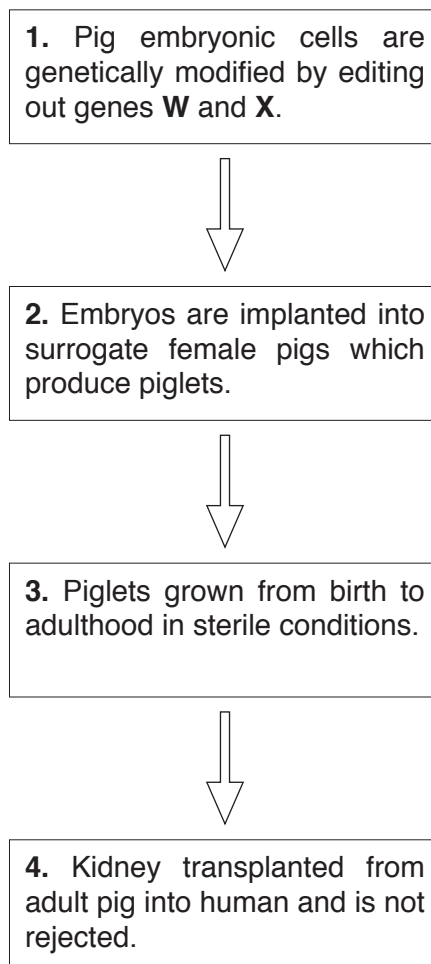 1. Pig embryonic cells are
genetically modified by editing
out genes W and X.
2. Embryos are implanted into
surrogate female pigs which
produce piglets.
3. Piglets grown from birth to
adulthood in sterile conditions.
4. Kidney transplanted from
adult pig into human and is not
rejected.